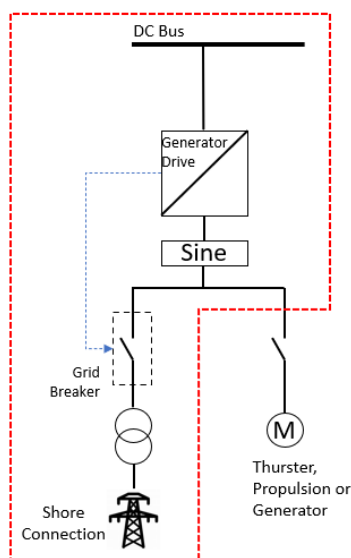 DC Bus
Generator
Drive
Sine
Grid
Breaker
M
Thurster,
Propulsion or
Generator
Shore
Connection